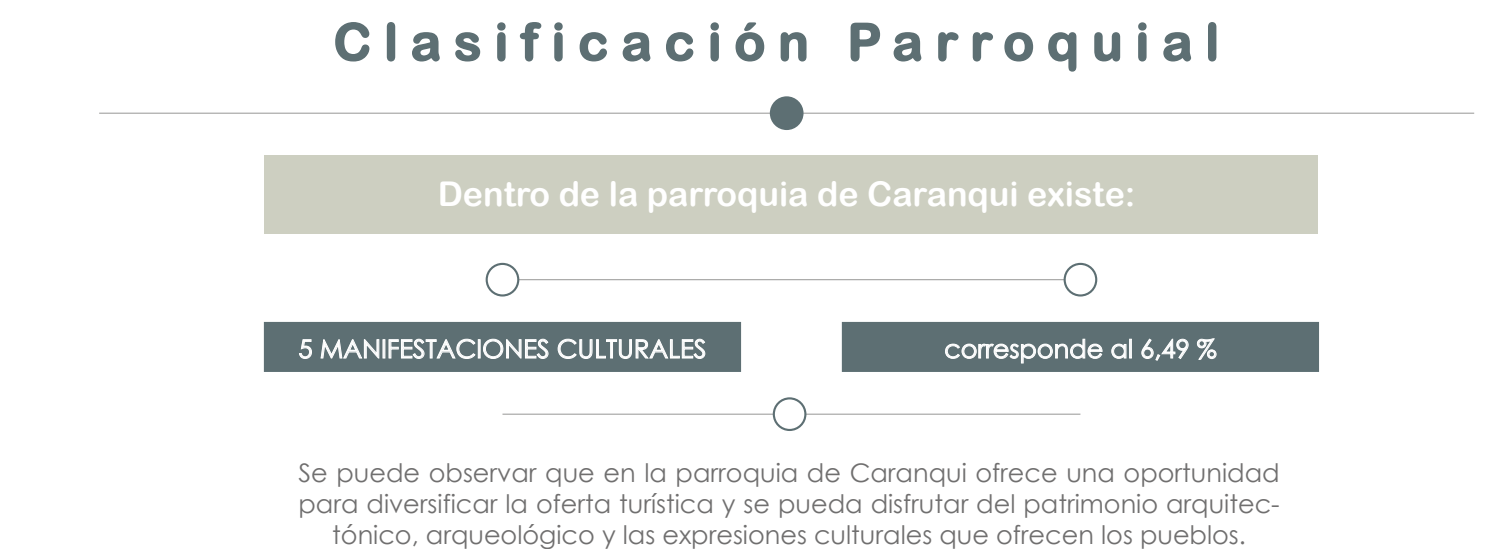 Clasificación Parroquial
Dentro de la parroquia de Caranqui existe:
5 MANIFESTACIONES CULTURALES
corresponde al 6,49 %
Se puede observar que en la parroquia de Caranqui ofrece una oportunidad
para diversificar la oferta turística y se pueda disfrutar del patrimonio arquitec-
tónico, arqueológico y las expresiones culturales que ofrecen los pueblos.